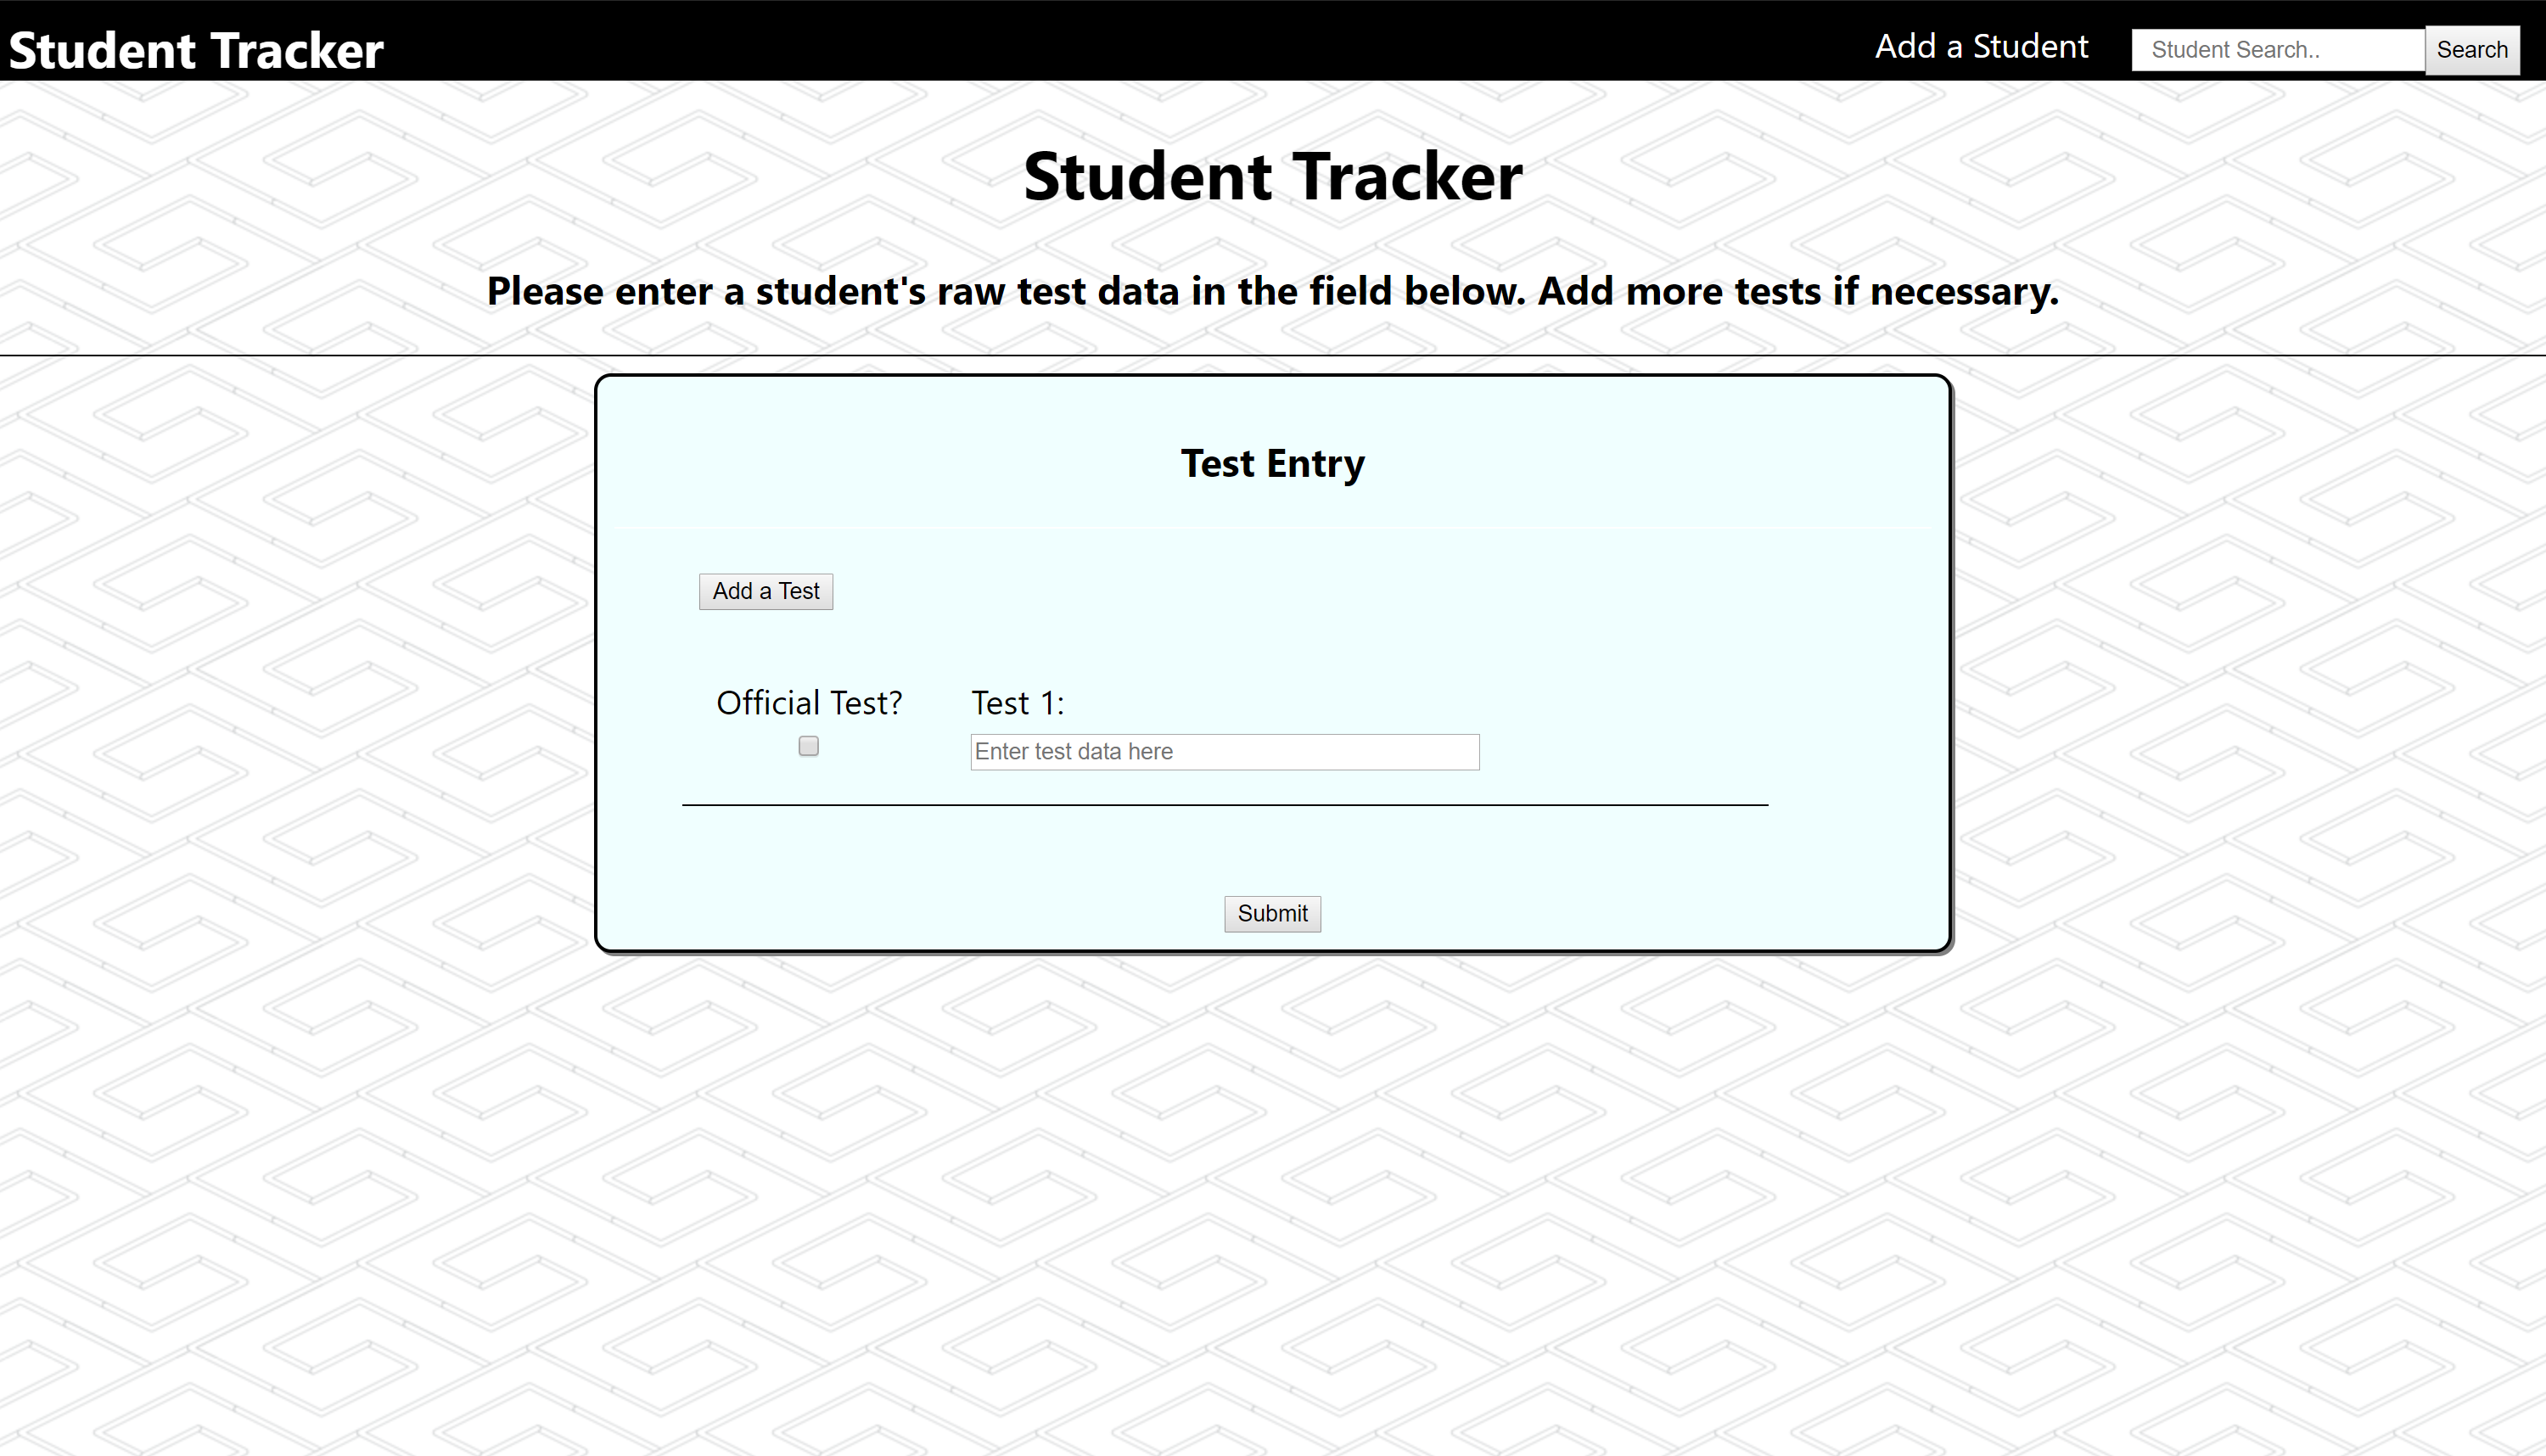 Student Tracker
Add a Student
Student Search..
Search
Student Tracker
Please enter a student's raw test data in the field below. Add more tests if necessary.
Test Entry
Add a Test
Official Test?
Test 1:
Enter test data here
Submit